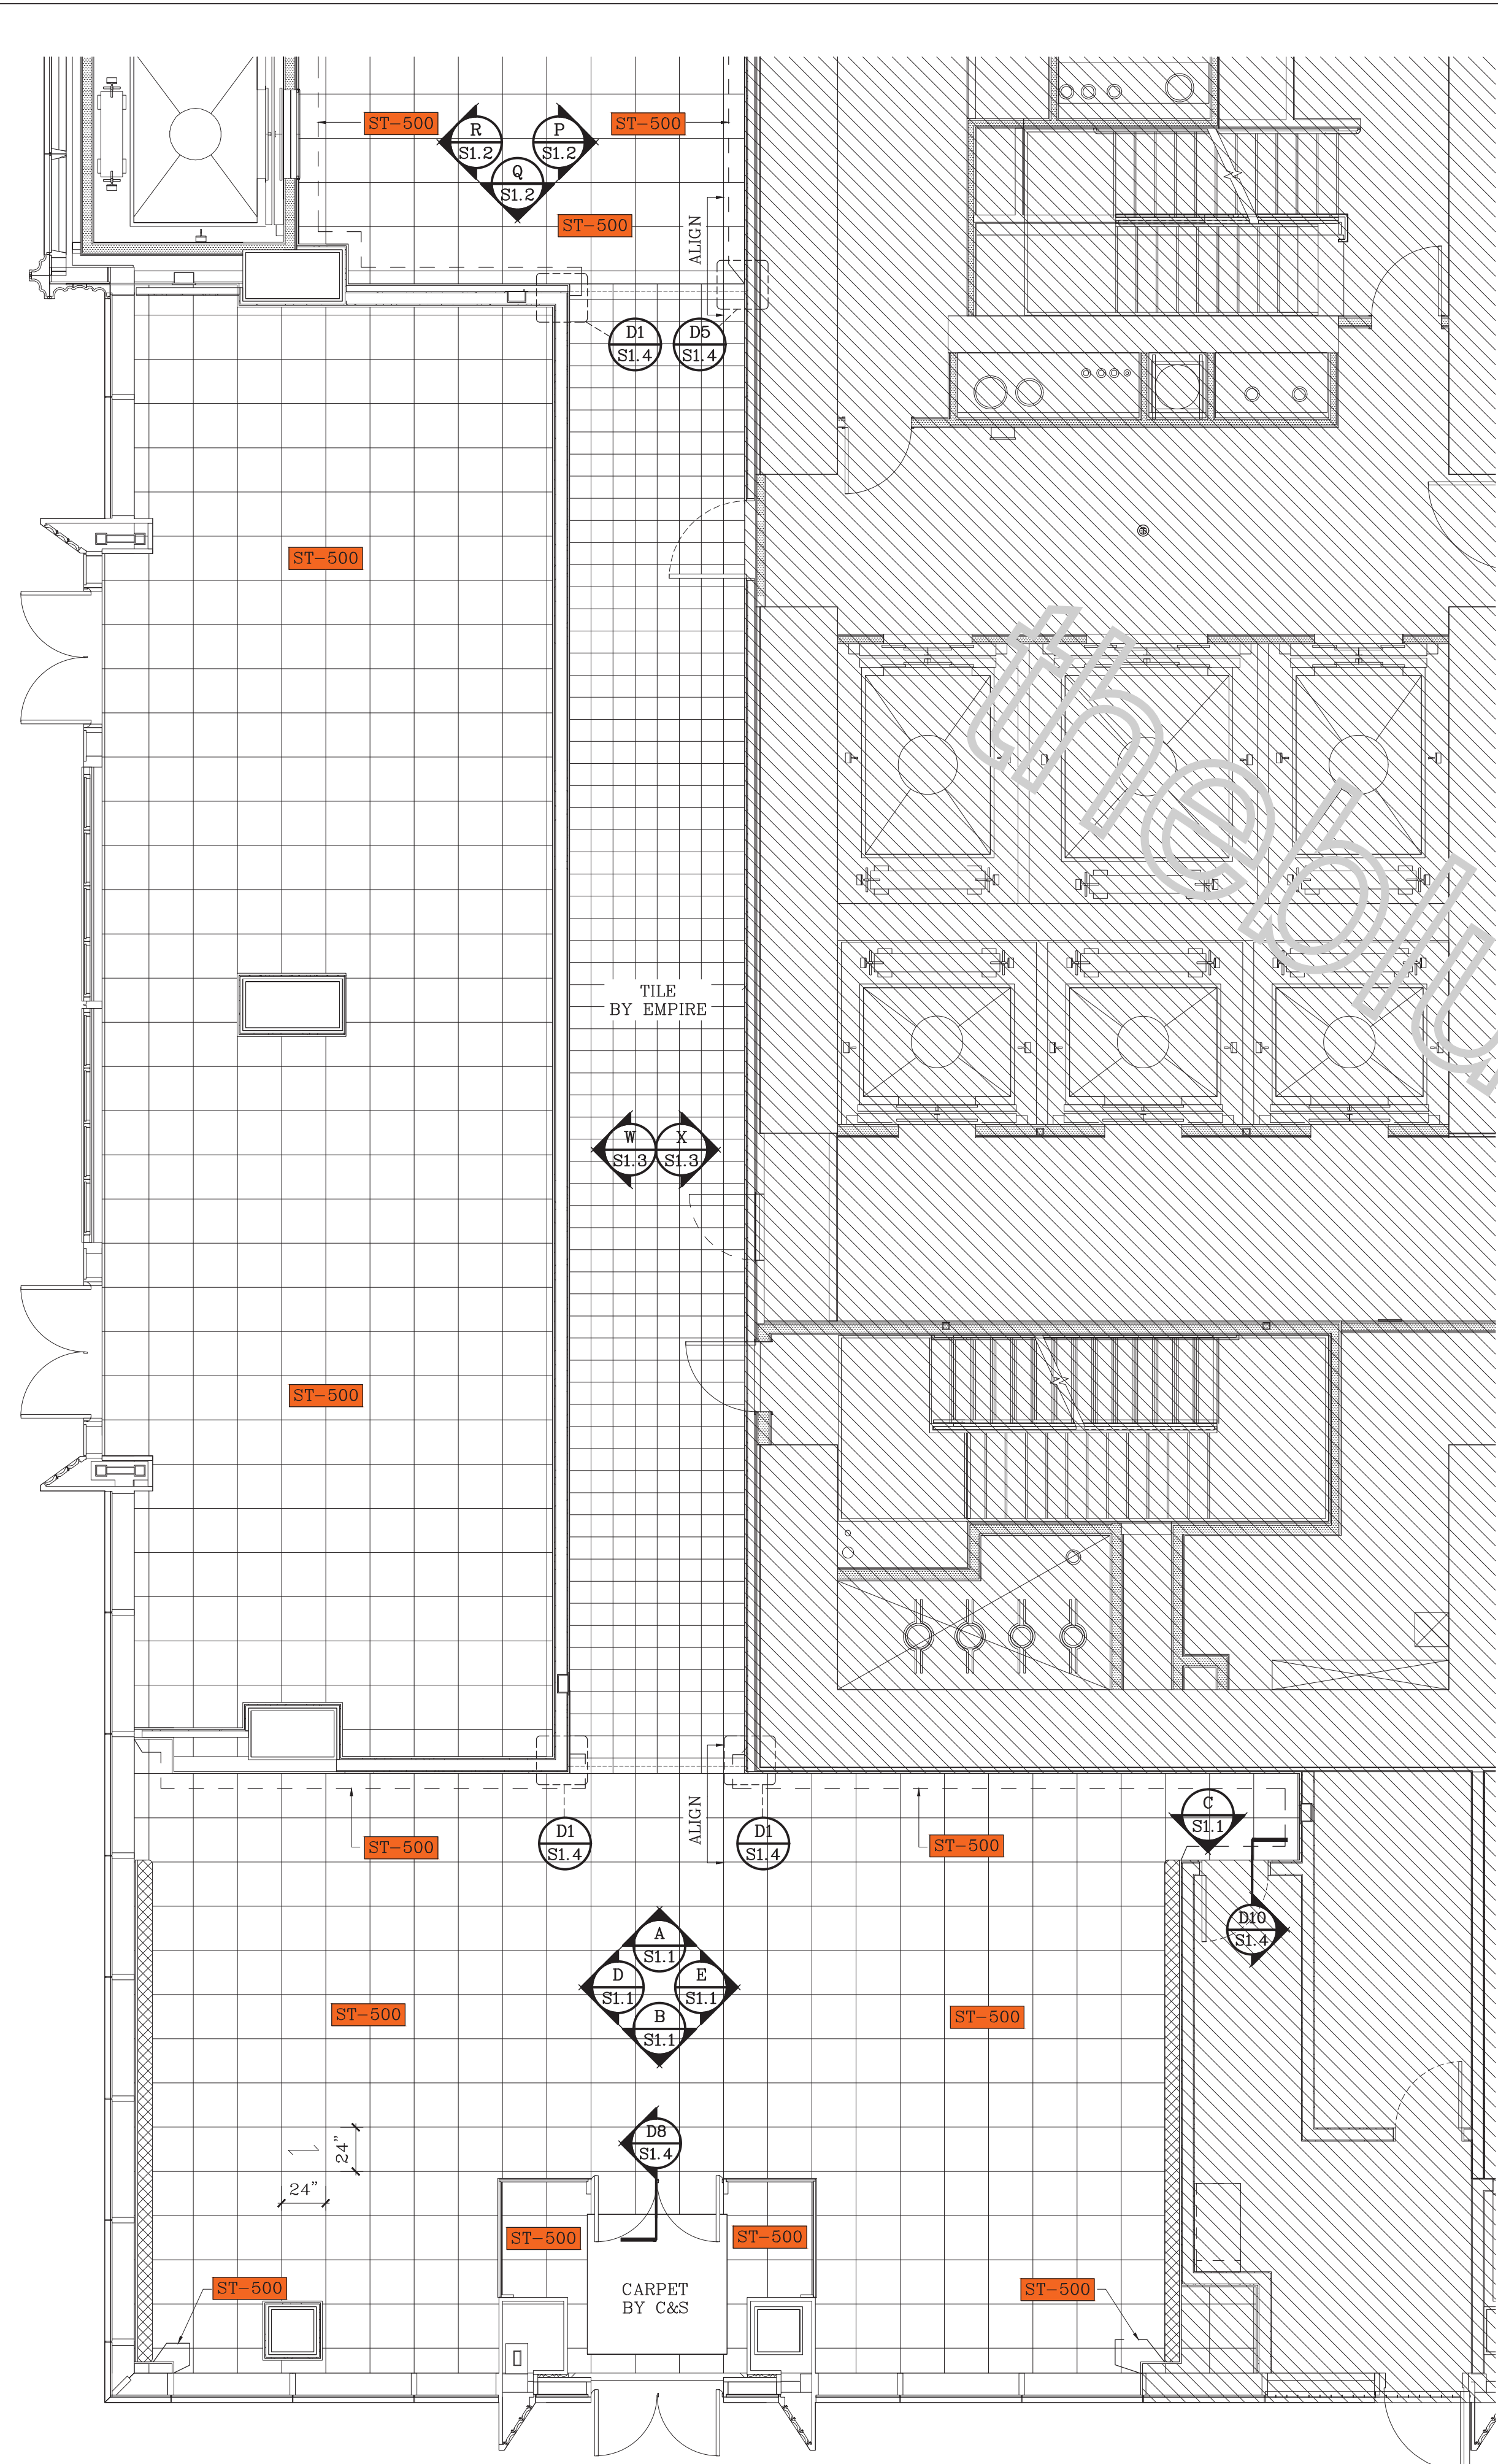 ST-500
ST-500
R
S1.2
P
S1.2
Q
S1.2
ST-500
ALIGN
D1
S1.4
D5
S1.4
ST-500
theblu
TILE
BY EMPIRE
W
S1.3
X
S1.3
ST-500
ST-500
D1
S1.4
ALIGN
D1
S1.4
ST-500
C
S1.1
D10
S1.4
A
S1.1
D
S1.1
E
S1.1
B
S1.1
ST-500
ST-500
D8
S1.4
24"
24"
ST-500
ST-500
ST-500
CARPET
BY C&S
ST-500